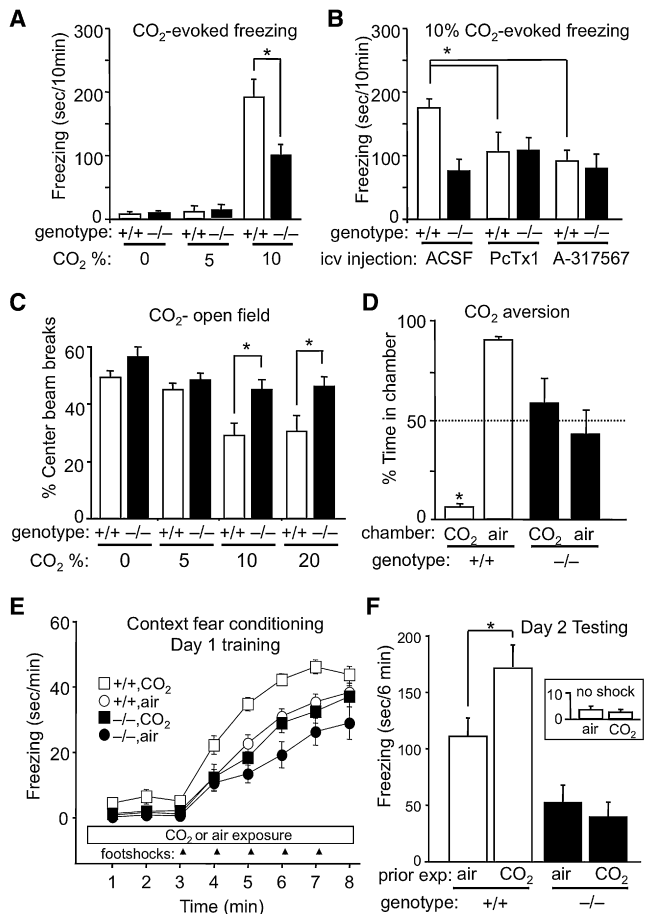 A
CO2-evoked freezing
Freezing (sec/10min)
300
200
100
0
*
genotype: +/+ –/– +/+ –/– +/+ –/–
CO2 %: 0 5 10
B
10% CO2-evoked freezing
Freezing (sec/10min)
300
200
100
0
*
genotype: +/+ –/– +/+ –/– +/+ –/–
icv injection: ACSF PcTx1 A-317567
C
CO2- open field
% Center beam breaks
60
40
20
0
* *
genotype: +/+ –/– +/+ –/– +/+ –/– +/+ –/–
CO2 %: 0 5 10 20
D
CO2 aversion
% Time in chamber
100
50
0
*
chamber: CO2 air CO2 air
genotype: +/+ –/–
E
Context fear conditioning
Day 1 training
Freezing (sec/min)
60
40
20
0
+/+,CO2
+/+,air
–/–,CO2
–/–,air
CO2 or air exposure
footshocks:
1 2 3 4 5 6 7 8
Time (min)
F
Day 2 Testing
Freezing (sec/6 min)
200
150
100
50
0
*
no shock
10
0
air CO2
prior exp: air CO2 air CO2
genotype: +/+ –/–